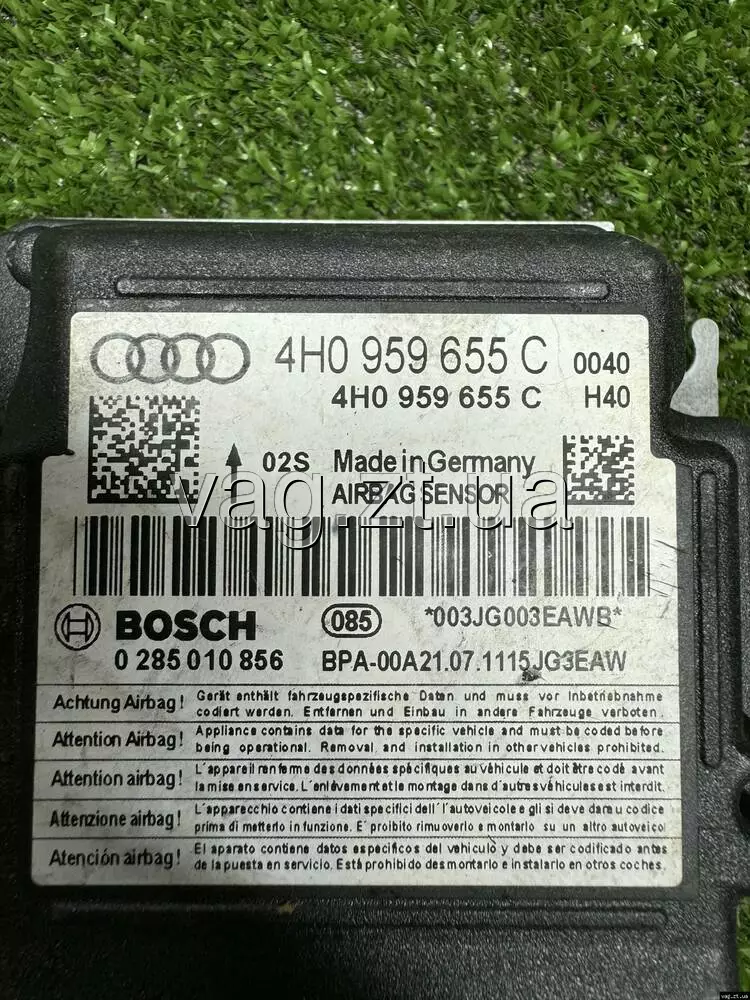 4H0 959 655 C 0040
4H0 959 655 C H40
02S Made in Germany
AIRBAG SENSOR
vag.zt.ua
BOSCH 085 *003JG003EAWB*
0 285 010 856 BPA-00A21.07.1115JG3EAW
Achtung Airbag! Gerät enthält fahrzeugspezifische Daten und muss vor Inbetriebnahme
codiert werden. Entfernen und Einbau in andere Fahrzeuge verboten.
Attention Airbag! Appliance contains data for the specific vehicle and must be coded before
being operational. Removal and installation in other vehicles prohibited.
Attention airbag! L'appareil renferme des données spécifiques au véhicule et doit être codé avant
la mise en service. L'enlèvement et le montage dans d'autres véhicules est interdit.
Attenzione airbag! L'apparecchio contiene i dati specifici dell'autoveicolo e gli si deve dare u codice
prima di metterlo in funzione. E' proibito rimuoverlo e montarlo su un altro autoveicol
Atención airbag! El aparato contiene datos especificos del vehículo y debe ser codificado antes
de la puesta en servicio. Está prohibido desmontarlo e instalarlo en otros coches.
vag.zt.ua